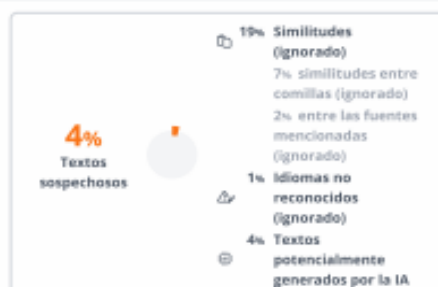 4%
Textos
sospechosos
19% Similitudes
(ignorado)
7% similitudes entre
comillas (ignorado)
2% entre las fuentes
mencionadas
(ignorado)
1% Idiomas no
reconocidos
(ignorado)
4% Textos
potencialmente
generados por la IA